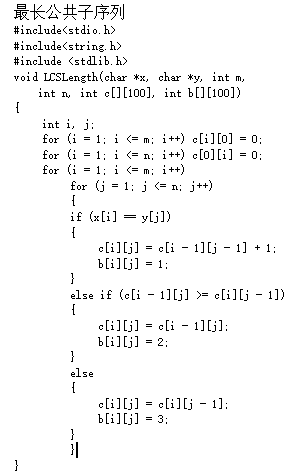 最长公共子序列
#include<stdio.h>
#include<string.h>
#include <stdlib.h>
void LCSLength(char *x, char *y, int m,
    int n, int c[][100], int b[][100])
{
    int i, j;
    for (i = 1; i <= m; i++) c[i][0] = 0;
    for (i = 1; i <= n; i++) c[0][i] = 0;
    for (i = 1; i <= m; i++)
        for (j = 1; j <= n; j++)
        {
        if (x[i] == y[j])
        {
            c[i][j] = c[i - 1][j - 1] + 1;
            b[i][j] = 1;
        }
        else if (c[i - 1][j] >= c[i][j - 1])
        {
            c[i][j] = c[i - 1][j];
            b[i][j] = 2;
        }
        else
        {
            c[i][j] = c[i][j - 1];
            b[i][j] = 3;
        }
        }
}